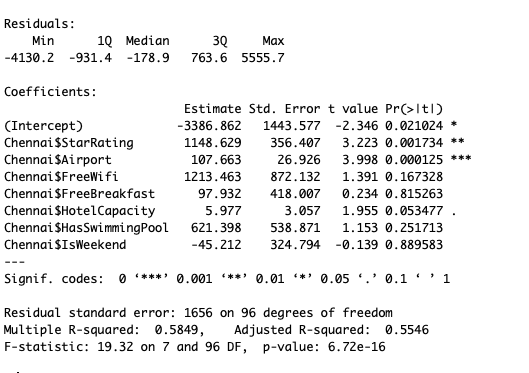 Residuals:
Min 1Q Median 3Q Max
-4130.2 -931.4 -178.9 763.6 5555.7
Coefficients:
Estimate Std. Error t value Pr(>|t|)
(Intercept) -3386.862 1443.577 -2.346 0.021024 *
Chennai$StarRating 1148.629 356.407 3.223 0.001734 **
Chennai$Airport 107.663 26.926 3.998 0.000125 ***
Chennai$FreeWifi 1213.463 872.132 1.391 0.167328
Chennai$FreeBreakfast 97.932 418.007 0.234 0.815263
Chennai$HotelCapacity 5.977 3.057 1.955 0.053477 .
Chennai$HasSwimmingPool 621.398 538.871 1.153 0.251713
Chennai$IsWeekend -45.212 324.794 -0.139 0.889583
---
Signif. codes: 0 ‘***’ 0.001 ‘**’ 0.01 ‘*’ 0.05 ‘.’ 0.1 ‘ ’ 1
Residual standard error: 1656 on 96 degrees of freedom
Multiple R-squared: 0.5849, Adjusted R-squared: 0.5546
F-statistic: 19.32 on 7 and 96 DF, p-value: 6.72e-16